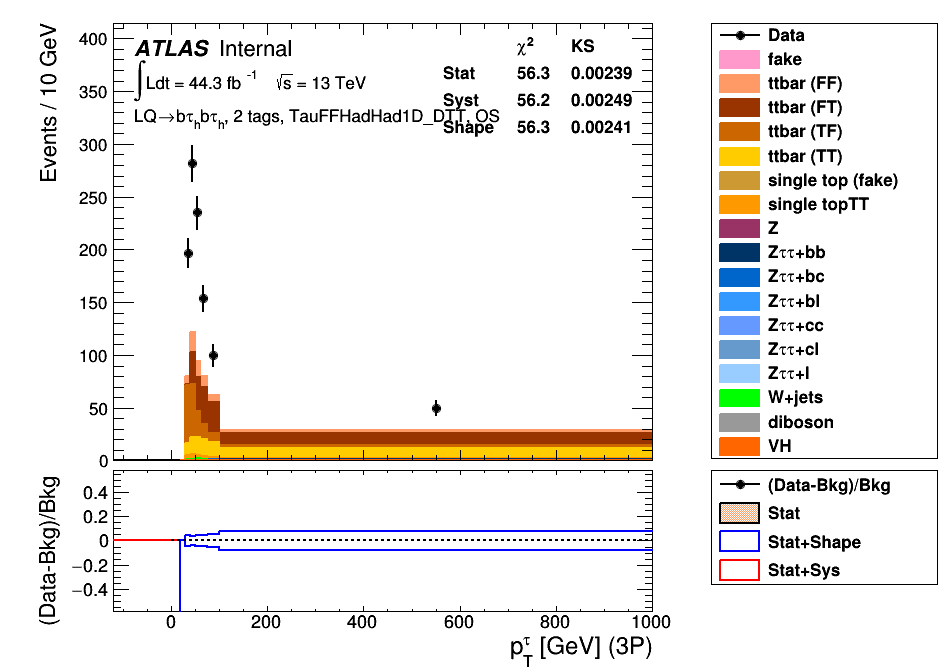 Events / 10 GeV
400
350
300
250
200
150
100
50
0
ATLAS Internal
∫Ldt = 44.3 fb⁻¹ √s = 13 TeV
LQ→bτₕbτₕ, 2 tags, TauFFHadHad1D_DTT, OS
χ² KS
Stat 56.3 0.00239
Syst 56.2 0.00249
Shape 56.3 0.00241
Data
fake
ttbar (FF)
ttbar (FT)
ttbar (TF)
ttbar (TT)
single top (fake)
single topTT
Z
Zττ+bb
Zττ+bc
Zττ+bl
Zττ+cc
Zττ+cl
Zττ+l
W+jets
diboson
VH
(Data-Bkg)/Bkg
0.4
0.2
0
−0.2
−0.4
0 200 400 600 800 1000
p_T^τ [GeV] (3P)
(Data-Bkg)/Bkg
Stat
Stat+Shape
Stat+Sys